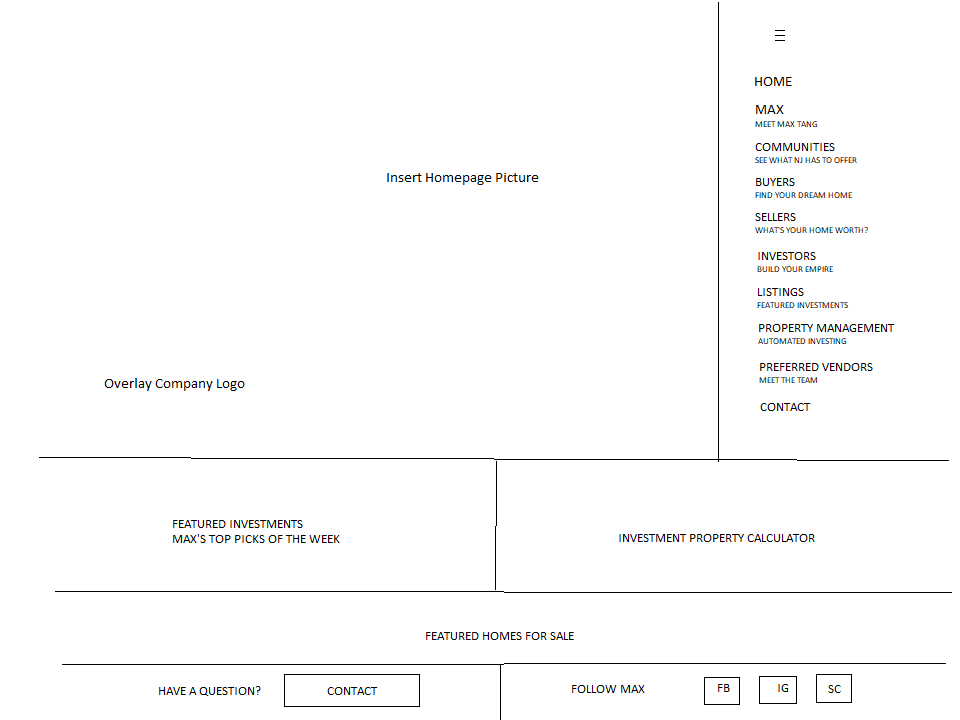 Insert Homepage Picture
Overlay Company Logo
HOME
MAX
MEET MAX TANG
COMMUNITIES
SEE WHAT NJ HAS TO OFFER
BUYERS
FIND YOUR DREAM HOME
SELLERS
WHAT'S YOUR HOME WORTH?
INVESTORS
BUILD YOUR EMPIRE
LISTINGS
FEATURED INVESTMENTS
PROPERTY MANAGEMENT
AUTOMATED INVESTING
PREFERRED VENDORS
MEET THE TEAM
CONTACT
FEATURED INVESTMENTS
MAX'S TOP PICKS OF THE WEEK
INVESTMENT PROPERTY CALCULATOR
FEATURED HOMES FOR SALE
HAVE A QUESTION?
CONTACT
FOLLOW MAX
FB
IG
SC